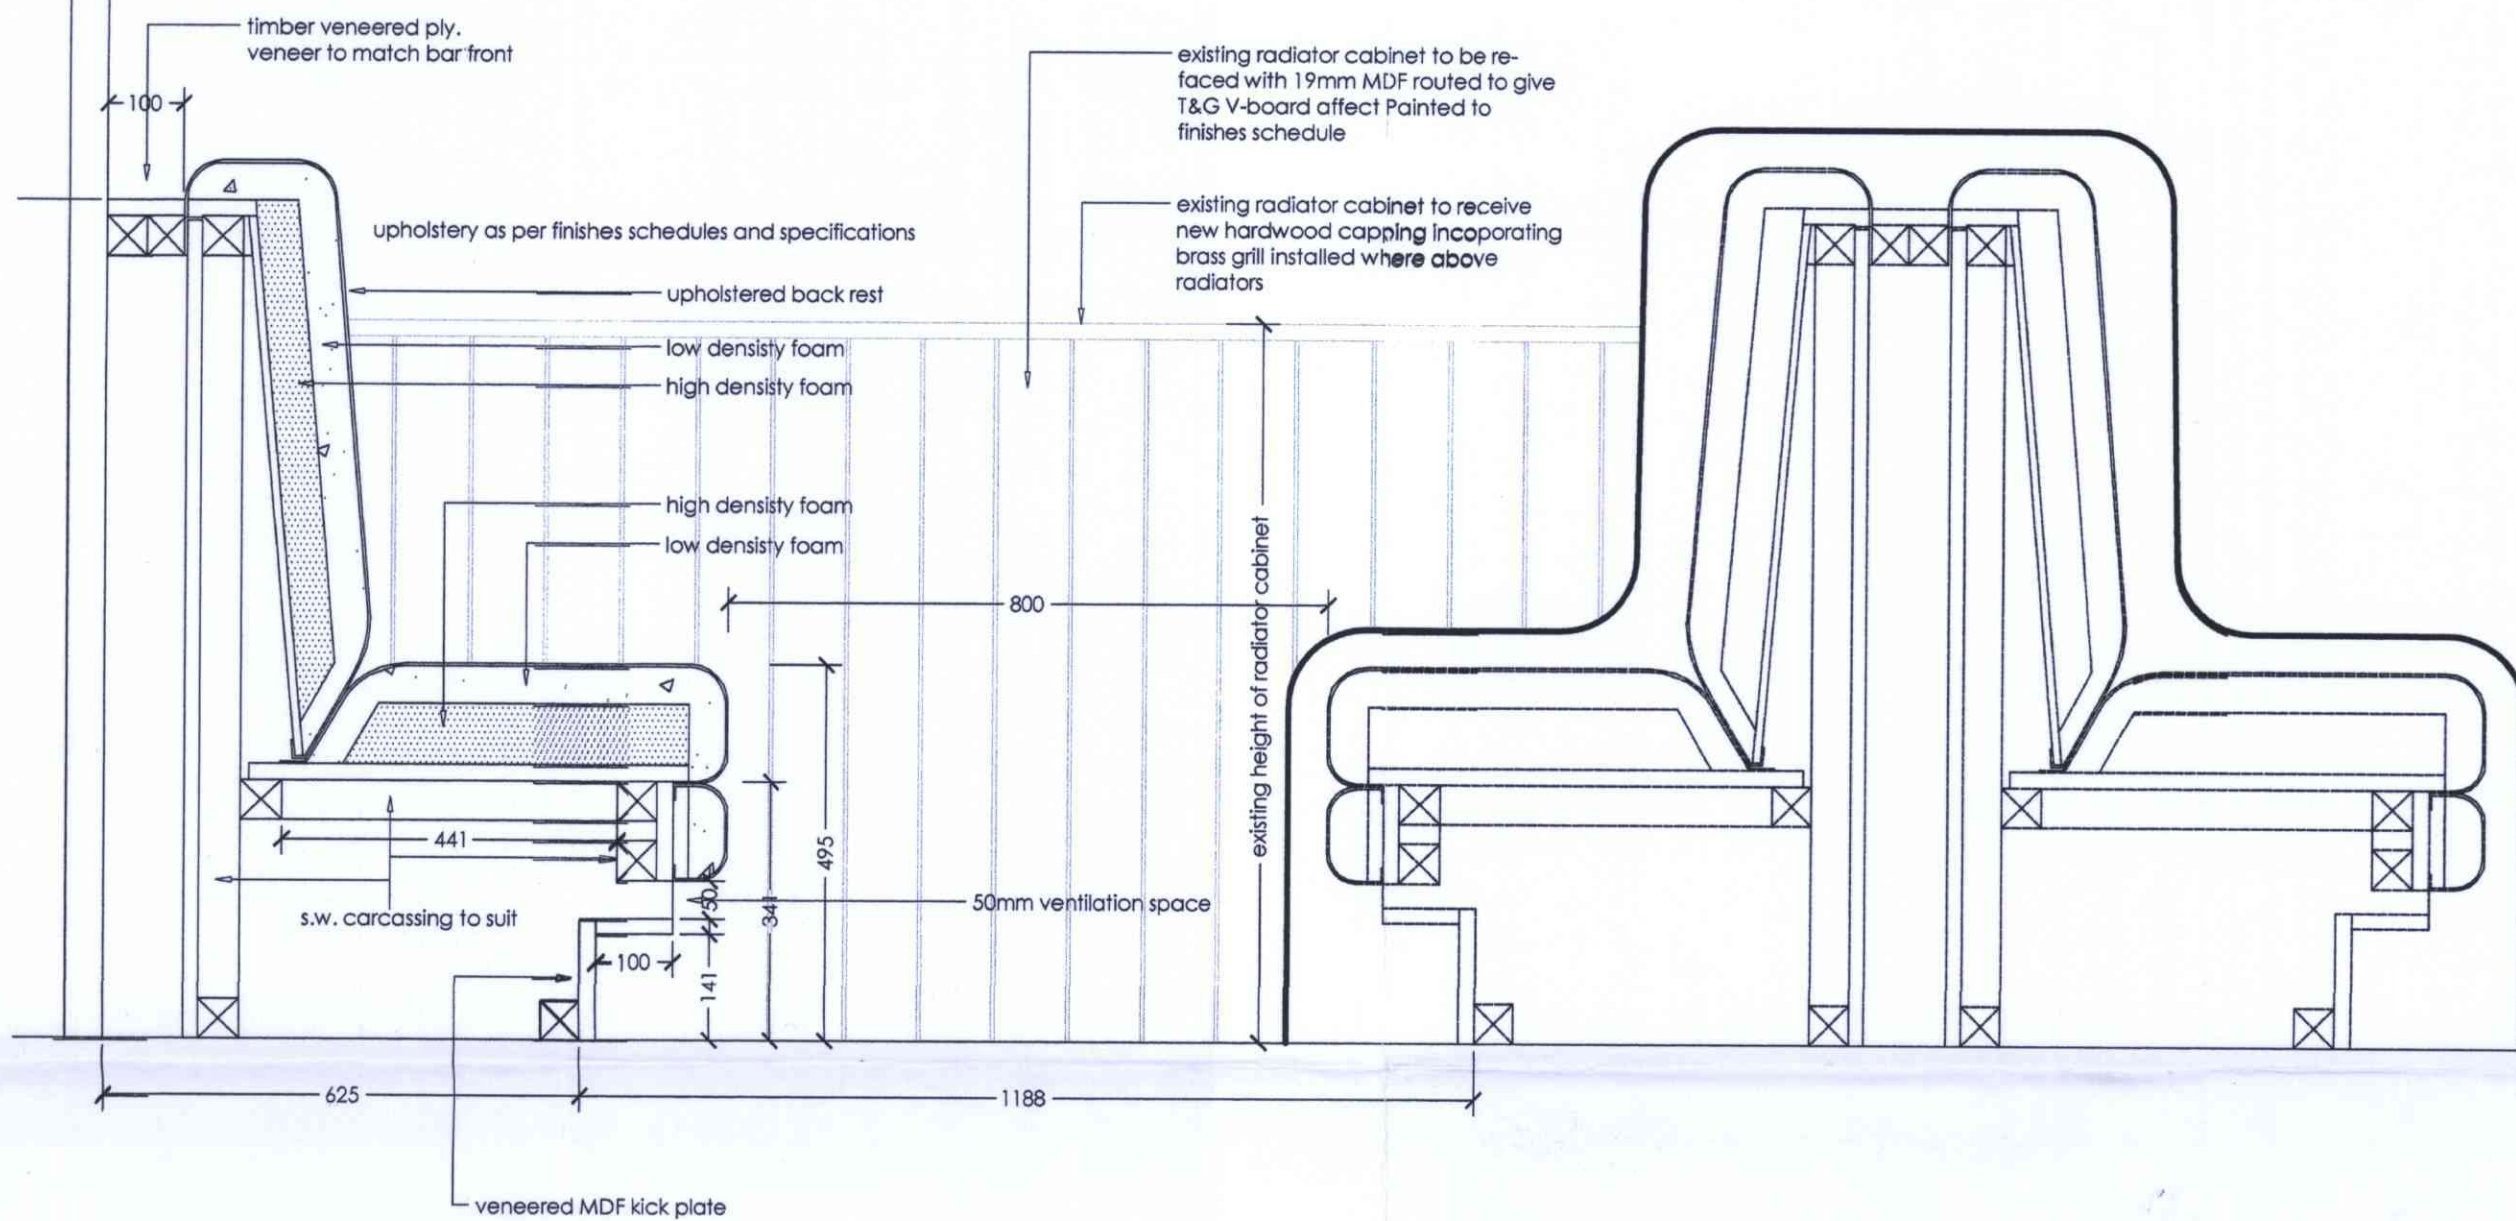 timber veneered ply.
veneer to match bar front
100
existing radiator cabinet to be re-
faced with 19mm MDF routed to give
T&G V-board affect Painted to
finishes schedule
existing radiator cabinet to receive
new hardwood capping incoporating
brass grill installed where above
radiators
upholstery as per finishes schedules and specifications
upholstered back rest
low densisty foam
high densisty foam
high densisty foam
low densisty foam
existing height of radiator cabinet
800
441
495
341
50
50mm ventilation space
s.w. carcassing to suit
100
141
625
1188
veneered MDF kick plate